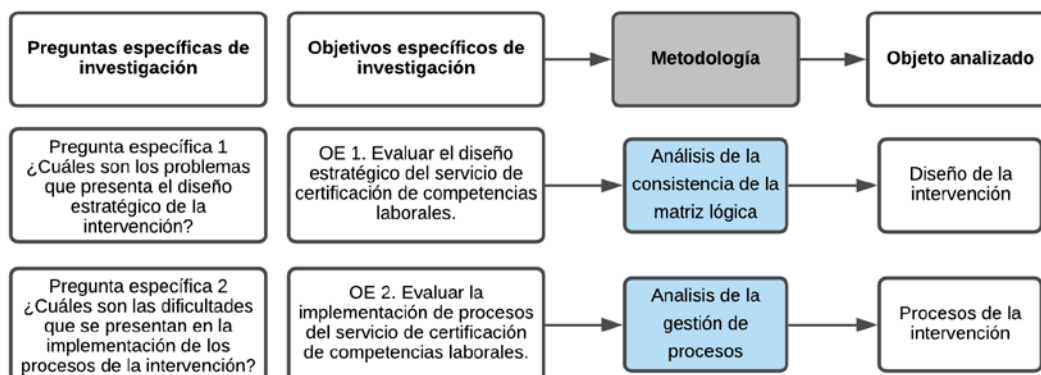 Preguntas específicas de
investigación
Objetivos específicos de
investigación
Metodología
Objeto analizado
Pregunta específica 1
¿Cuáles son los problemas
que presenta el diseño
estratégico de la
intervención?
OE 1. Evaluar el diseño
estratégico del servicio de
certificación de competencias
laborales.
Análisis de la
consistencia de la
matriz lógica
Diseño de la
intervención
Pregunta específica 2
¿Cuáles son las dificultades
que se presentan en la
implementación de los
procesos de la intervención?
OE 2. Evaluar la
implementación de procesos
del servicio de certificación
de competencias laborales.
Analisis de la
gestión de
procesos
Procesos de la
intervención